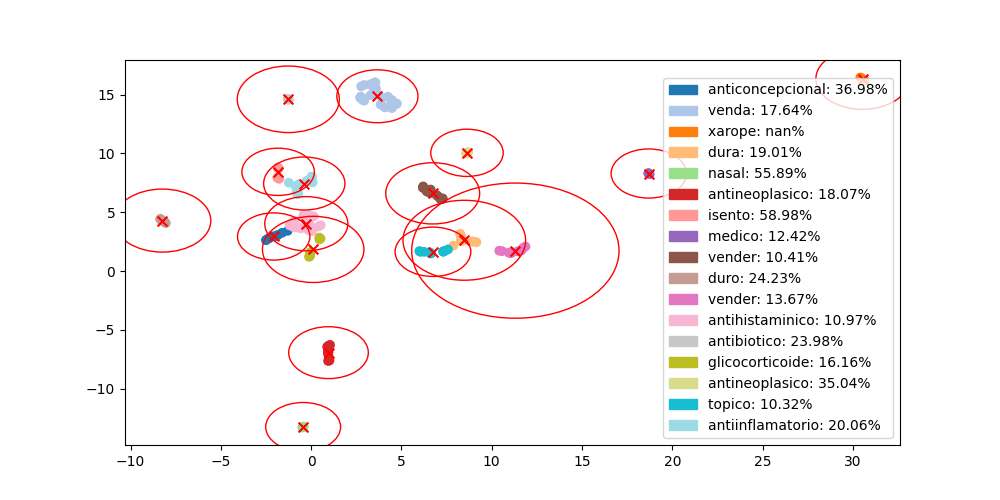 15
10
5
0
−5
−10
−10
−5
0
5
10
15
20
25
30
anticoncepcional: 36.98%
venda: 17.64%
xarope: nan%
dura: 19.01%
nasal: 55.89%
antineoplasico: 18.07%
isento: 58.98%
medico: 12.42%
vender: 10.41%
duro: 24.23%
vender: 13.67%
antihistaminico: 10.97%
antibiotico: 23.98%
glicocorticoide: 16.16%
antineoplasico: 35.04%
topico: 10.32%
antiinflamatorio: 20.06%